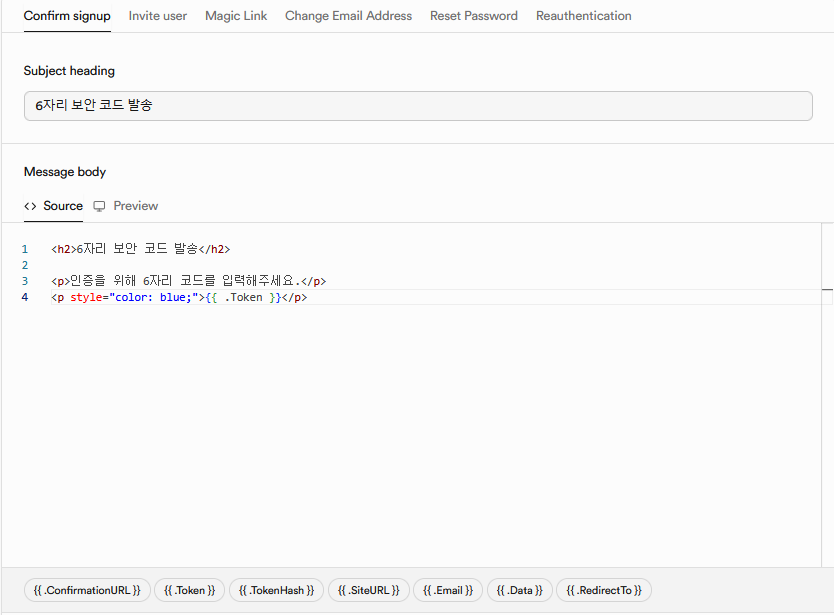 Confirm signup Invite user Magic Link Change Email Address Reset Password Reauthentication
Subject heading
6자리 보안 코드 발송
Message body
<> Source Preview
1 <h2>6자리 보안 코드 발송</h2>
2
3 <p>인증을 위해 6자리 코드를 입력해주세요.</p>
4 <p style="color: blue;">{{ .Token }}</p>
{{ .ConfirmationURL }} {{ .Token }} {{ .TokenHash }} {{ .SiteURL }} {{ .Email }} {{ .Data }} {{ .RedirectTo }}